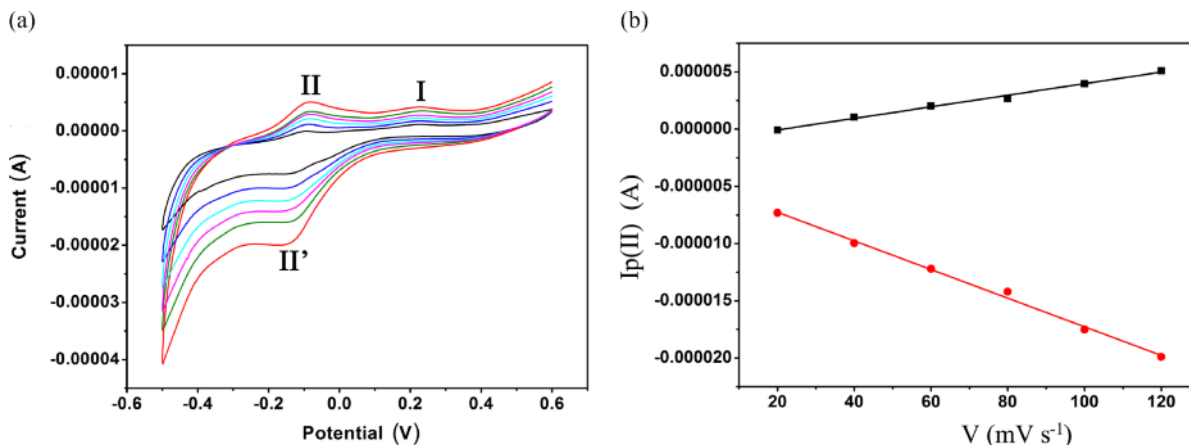 (a)
0.00001
0.00000
-0.00001
-0.00002
-0.00003
-0.00004
Current (A)
II
I
II’
-0.6 -0.4 -0.2 0.0 0.2 0.4 0.6
Potential (V)
(b)
0.000005
0.000000
-0.000005
-0.000010
-0.000015
-0.000020
Ip(II) (A)
20 40 60 80 100 120
V (mV s-1)